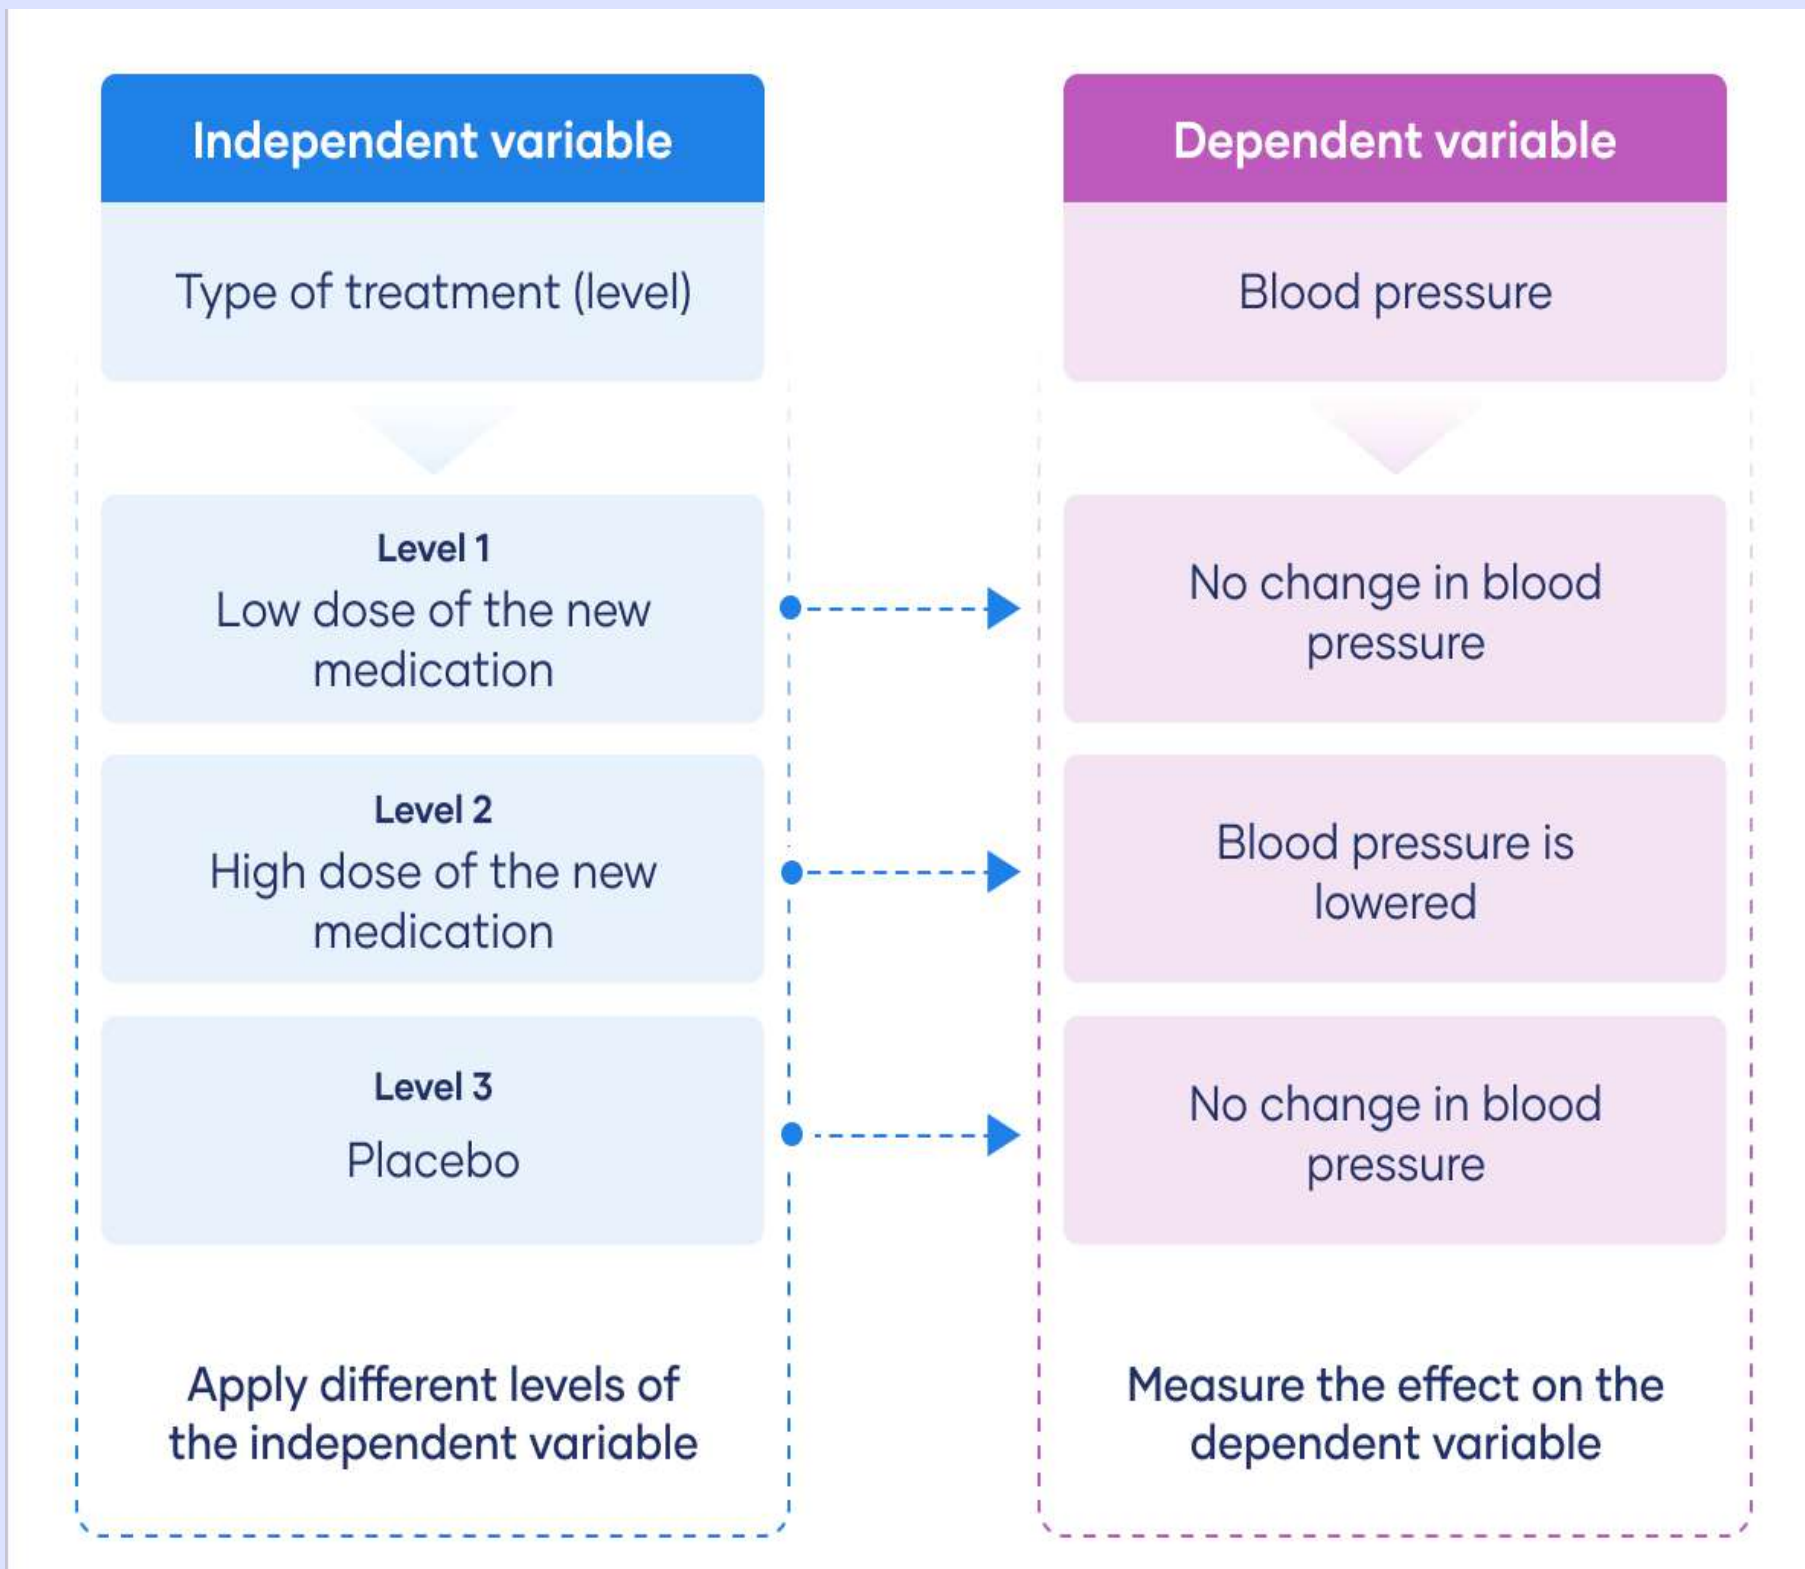 Independent variable
Type of treatment (level)
Level 1
Low dose of the new
medication
Level 2
High dose of the new
medication
Level 3
Placebo
Apply different levels of
the independent variable
Dependent variable
Blood pressure
No change in blood
pressure
Blood pressure is
lowered
No change in blood
pressure
Measure the effect on the
dependent variable